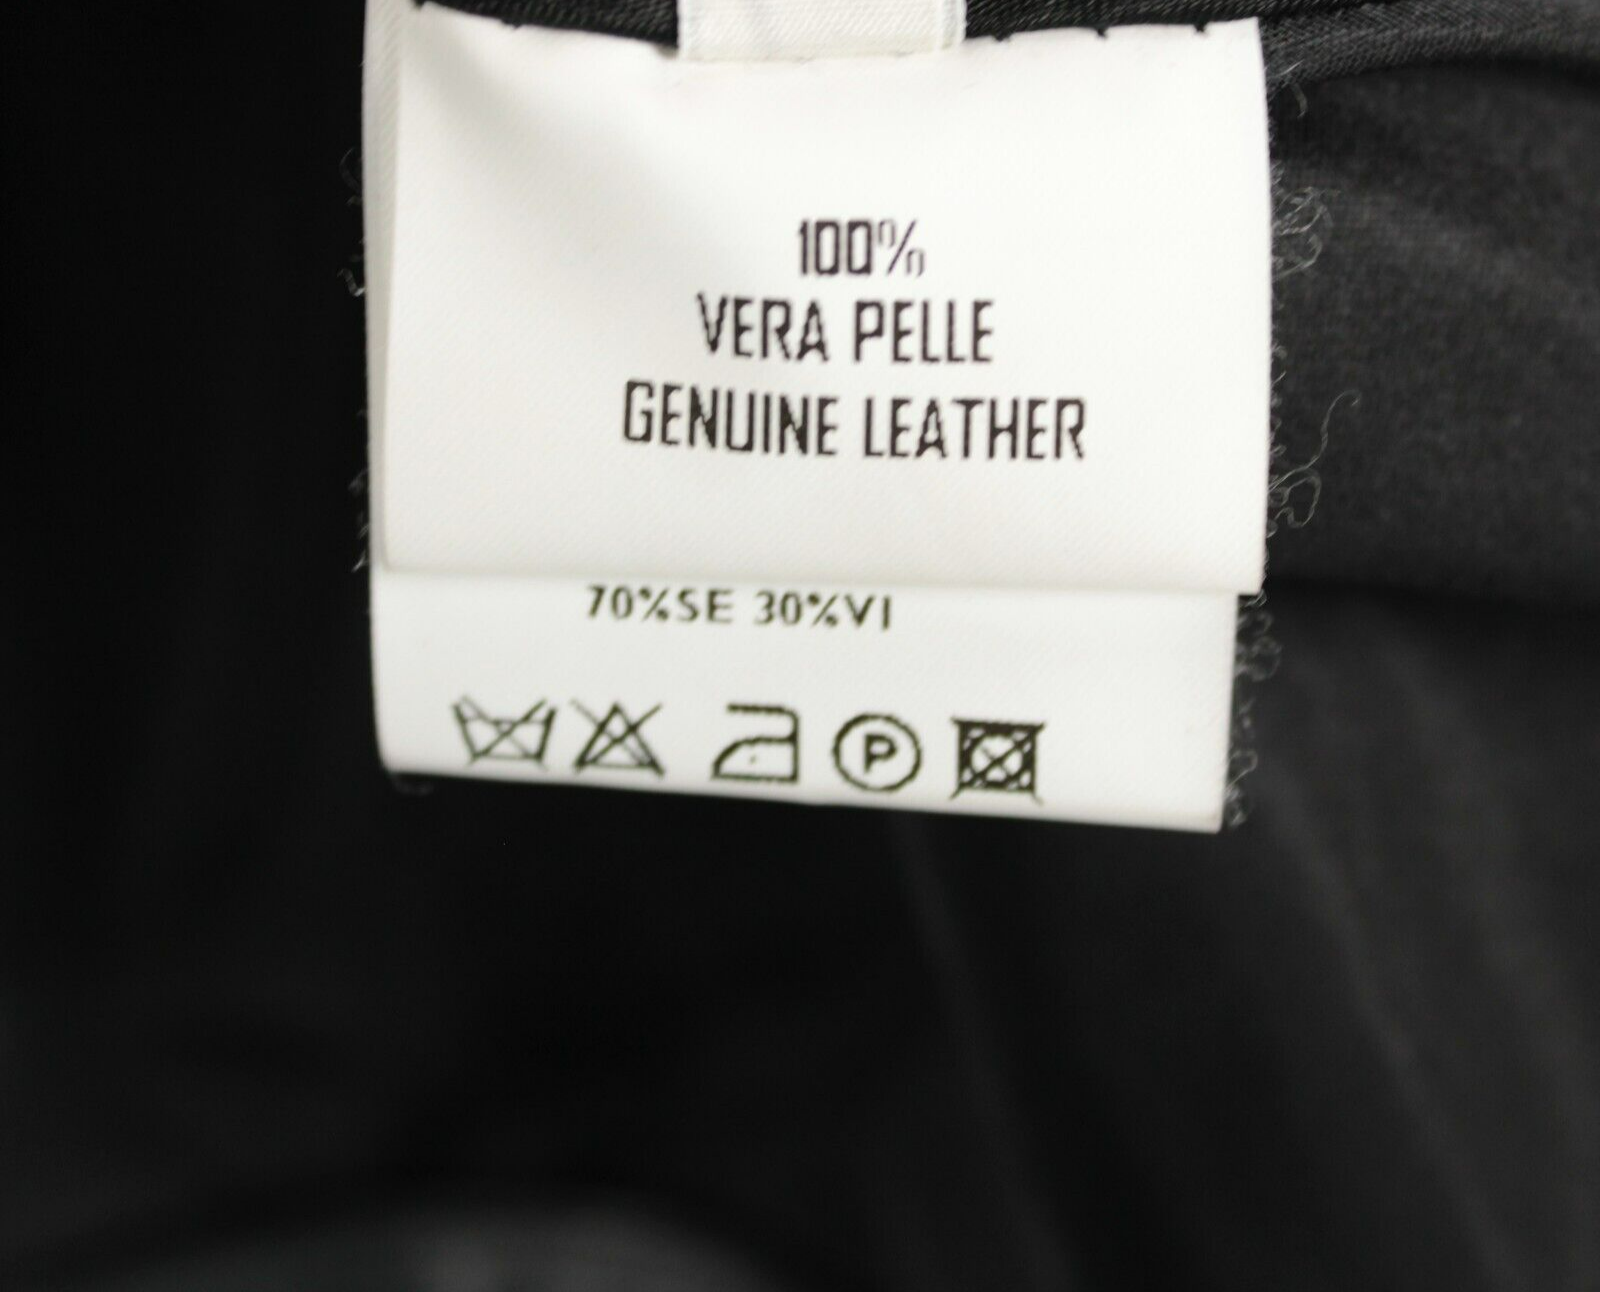 100%
VERA PELLE
GENUINE LEATHER
70%SE 30%VI
P